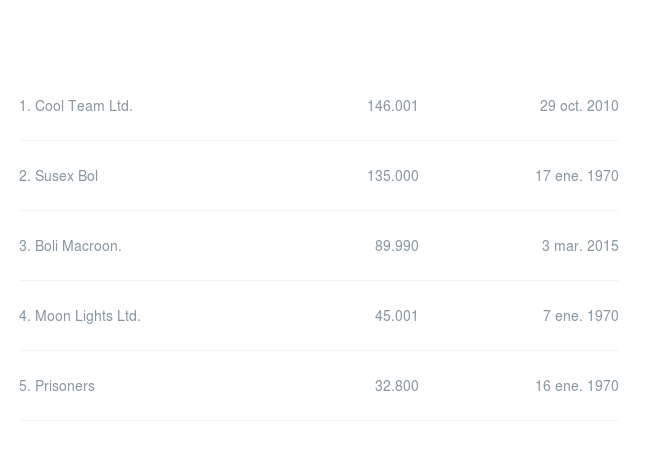 1. Cool Team Ltd. 146.001 29 oct. 2010
2. Susex Bol 135.000 17 ene. 1970
3. Boli Macroon. 89.990 3 mar. 2015
4. Moon Lights Ltd. 45.001 7 ene. 1970
5. Prisoners 32.800 16 ene. 1970